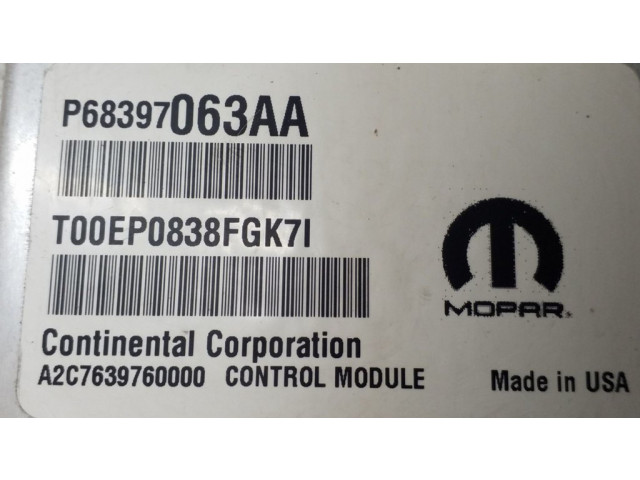 P68397063AA
T00EP0838FGK7I
MOPAR.
Continental Corporation
A2C7639760000 CONTROL MODULE Made in USA